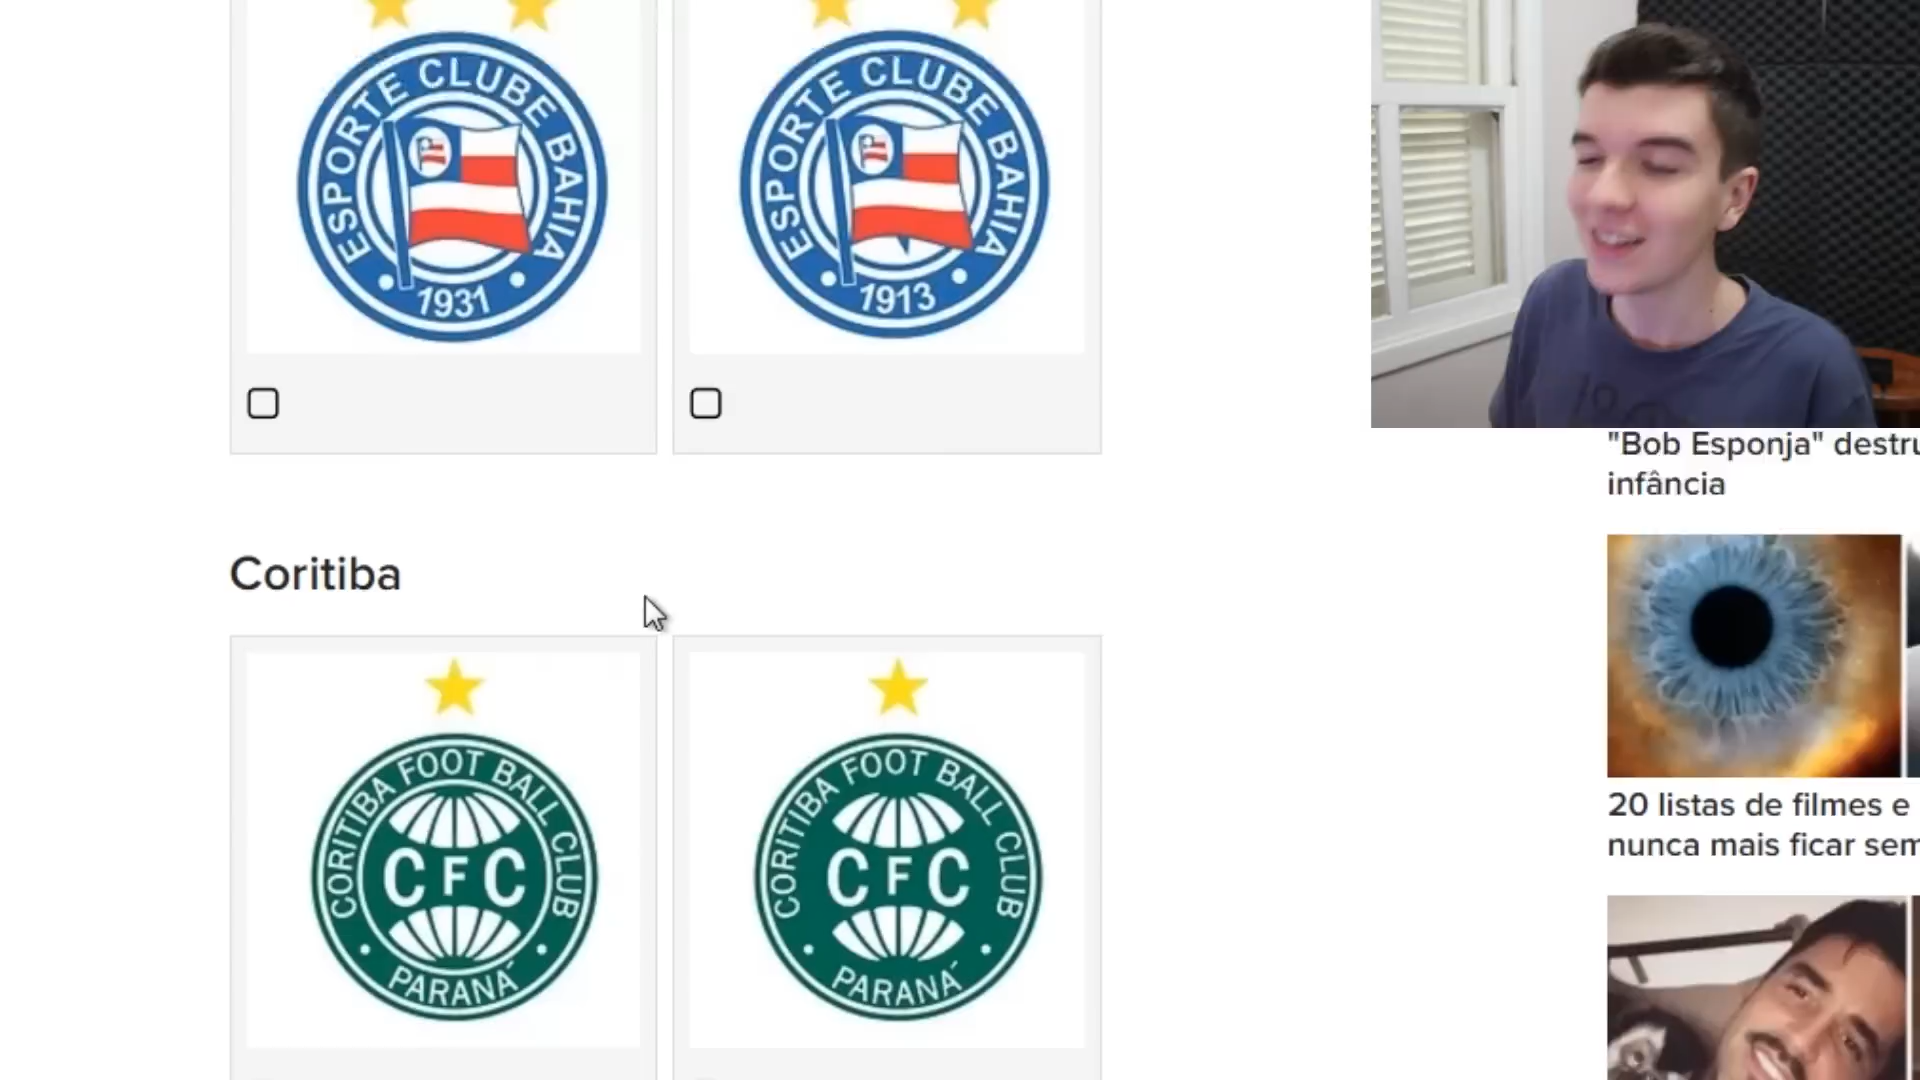 ESPORTE CLUBE BAHIA
1931
ESPORTE CLUBE BAHIA
1913
"Bob Esponja" destru
infância
Coritiba
CORITIBA FOOT BALL CLUB
CFC
PARANÁ
CORITIBA FOOT BALL CLUB
CFC
PARANÁ
20 listas de filmes e
nunca mais ficar sem